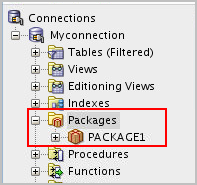 Connections
Myconnection
Tables (Filtered)
Views
Editioning Views
Indexes
Packages
PACKAGE1
Procedures
Functions